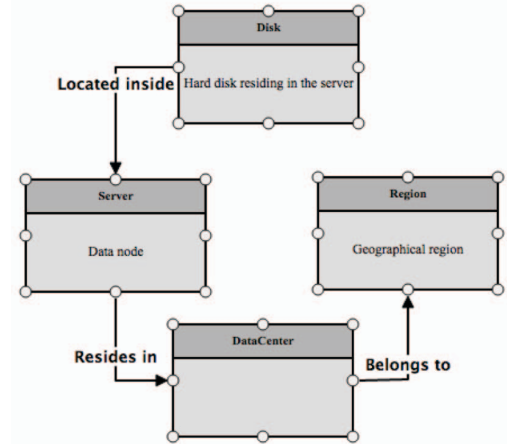 Disk
Located inside
Hard disk residing in the server
Server
Data node
Region
Geographical region
Resides in
DataCenter
Belongs to